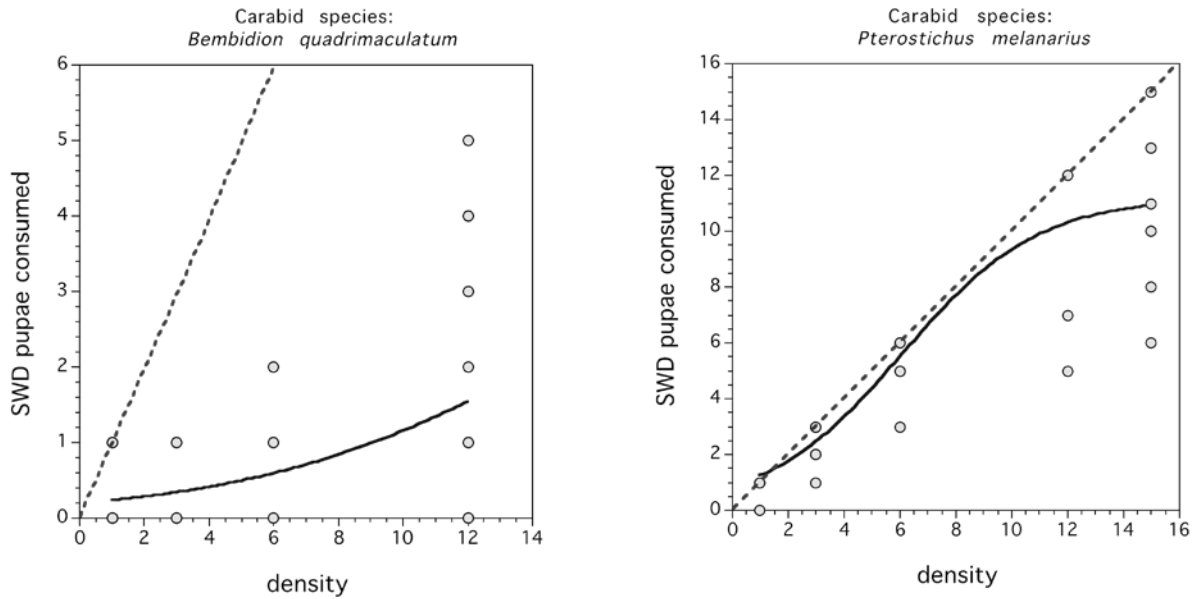 Carabid species:
Bembidion quadrimaculatum
6
5
4
3
2
1
0
SWD pupae consumed
0 2 4 6 8 10 12 14
density
Carabid species:
Pterostichus melanarius
16
14
12
10
8
6
4
2
0
SWD pupae consumed
0 2 4 6 8 10 12 14 16
density